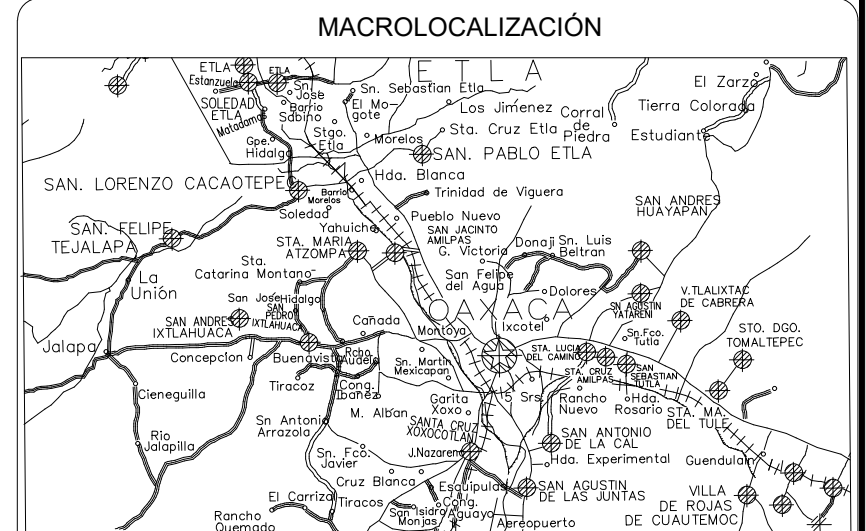 MACROLOCALIZACIÓN
ETLA
ETLA
ETLA
Estanzuela
Sn. Jose
Sn. Sebastian Etla
El Zarzo
SOLEDAD
ETLA
Barrio
Sabino
El Mo-
gote
Los Jimenez
Corral
de
Piedra
Tierra Colorada
Matadamas
Stgo.
Etla
Morelos
Sta. Cruz Etla
Estudiante
Gpe.
Hidalgo
SAN. PABLO ETLA
Hda. Blanca
SAN. LORENZO CACAOTEPEC
Barrio
Morelos
Trinidad de Viguera
SAN ANDRES
HUAYAPAN
Soledad
Pueblo Nuevo
SAN. FELIPE
TEJALAPA
Yahuiche
SAN JACINTO
AMILPAS
STA. MARIA
ATZOMPA
G. Victoria
Donaji
Sn. Luis
Beltran
Sta.
Catarina Montano
San Felipe
del Agua
La
Unión
Dolores
V.TLALIXTAC
DE CABRERA
San José
Hidalgo
SAN
PEDRO
IXTLAHUACA
OAXACA
SN AGUSTIN
YATARENI
SAN ANDRES
IXTLAHUACA
Cañada
Montoya
Ixcotel
Sn.Fco.
Tutla
STO. DGO.
TOMALTEPEC
Jalapa
Concepcion
Buenavista
Rcho
Audelo
Sn. Martin
Mexicapan
STA. LUCIA
DEL CAMINO
STA. CRUZ
AMILPAS
SAN
SEBASTIAN
TUTLA
Cieneguilla
Tiracoz
Cong.
Ibañez
Garita
Xoxo
5 Srs.
Rancho
Nuevo
Hda.
Rosario
STA. MA.
DEL TULE
M. Alban
Sn Antonio
Arrazola
SANTA CRUZ
XOXOCOTLAN
Rio
Jalapilla
SAN ANTONIO
DE LA CAL
Sn. Fco.
Javier
J.Nazareno
Hda. Experimental
Guendulain
Cruz Blanca
Esquipulas
SAN AGUSTIN
DE LAS JUNTAS
VILLA
DE ROJAS
DE CUAUTEMOC
El Carrizal
Tiracos
Cong.
Aguayo
Rancho
Quemado
San Isidro
Monjas
Aereopuerto